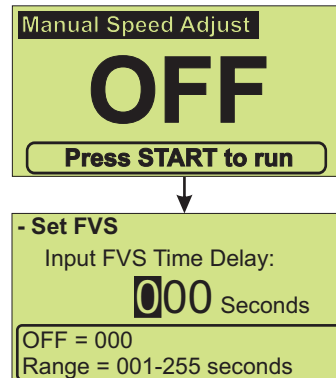 Manual Speed Adjust
OFF
Press START to run
- Set FVS
Input FVS Time Delay:
000 Seconds
OFF = 000
Range = 001-255 seconds